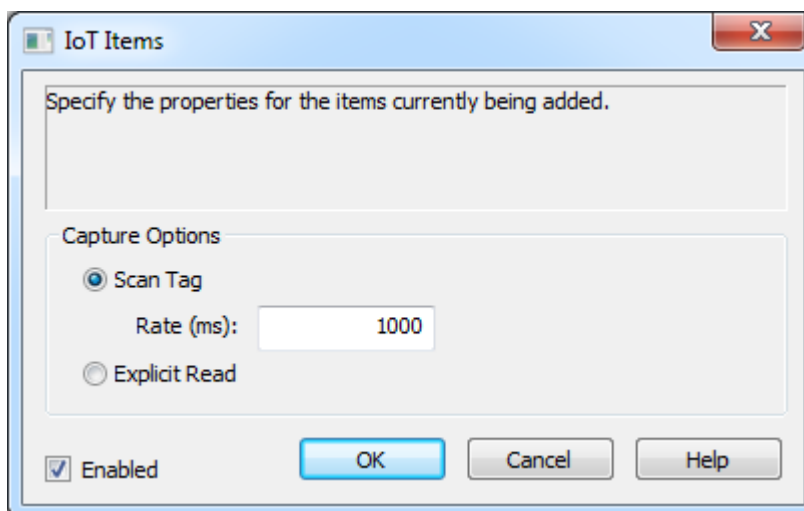 IoT Items
Specify the properties for the items currently being added.
Capture Options
Scan Tag
Rate (ms): 1000
Explicit Read
Enabled OK Cancel Help